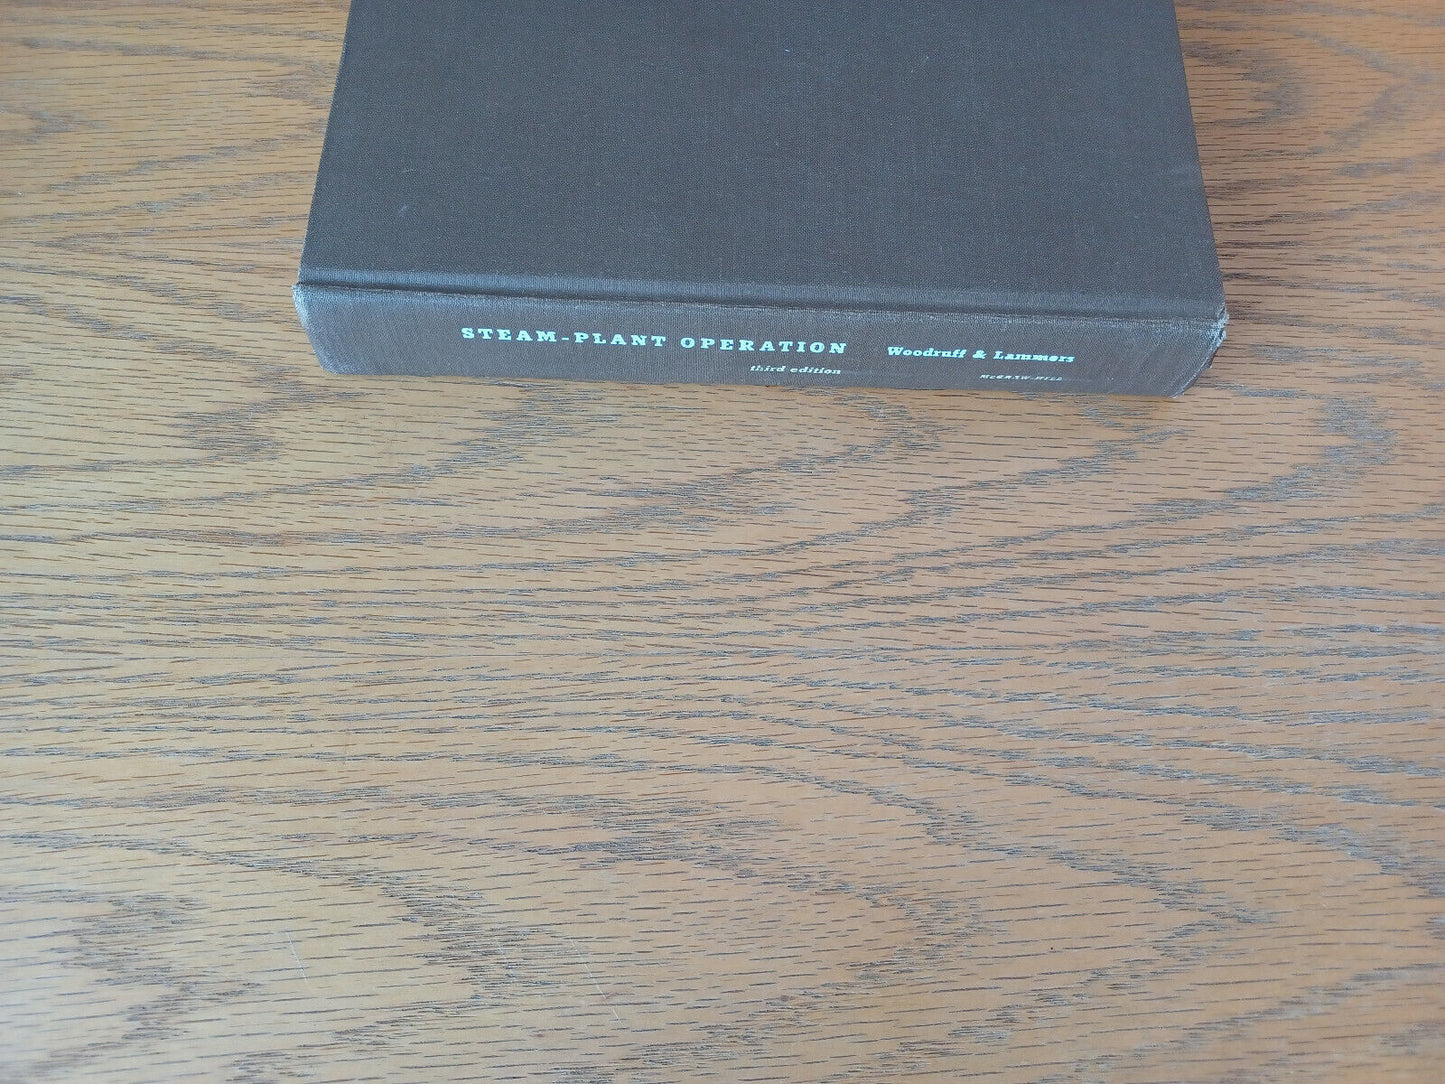 STEAM-PLANT OPERATION
third edition
Woodruff & Lammers
McGRAW-HILL